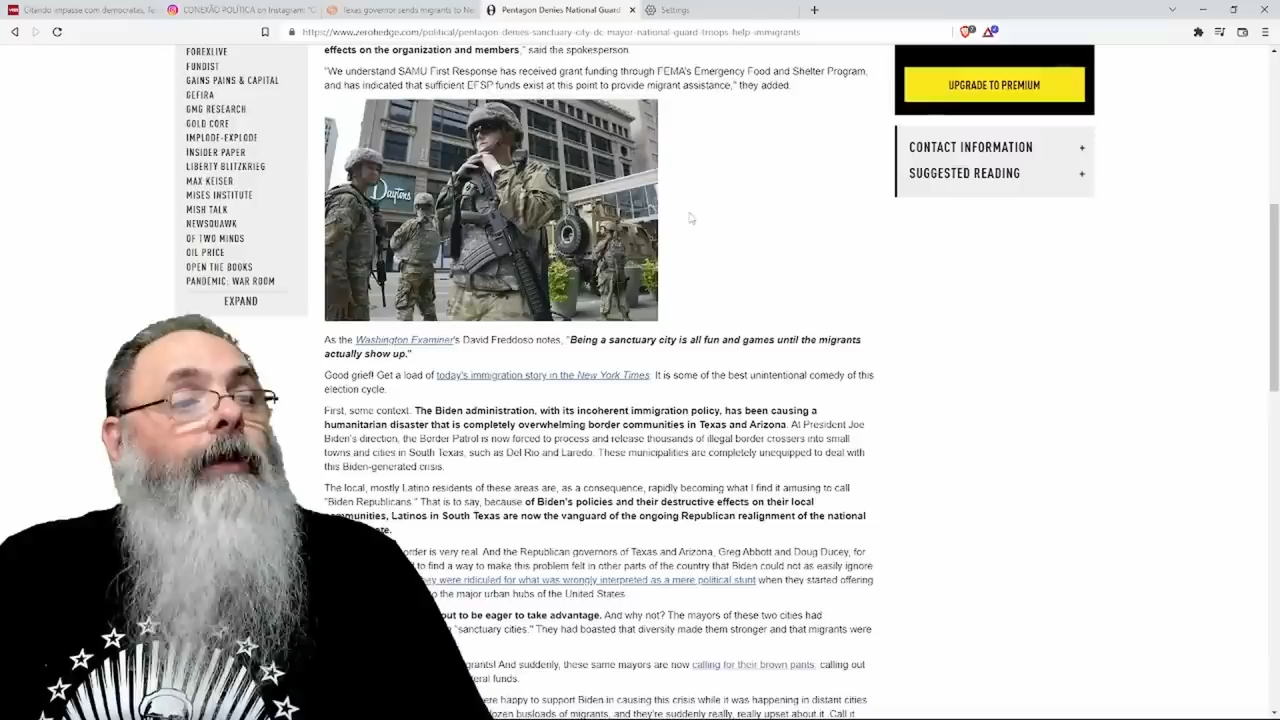 Citando impasse com democratas, Te
CONEXÃO POLÍTICA on Instagram: "C
Texas governor sends migrants to Ne
Pentagon Denies National Guard
Settings
https://www.zerohedge.com/political/pentagon-denies-sanctuary-city-dc-mayor-national-guard-troops-help-immigrants
FOREXLIVE
FUNDIST
GAINS PAINS & CAPITAL
GEFIRA
GMG RESEARCH
GOLD CORE
IMPLODE-EXPLODE
INSIDER PAPER
LIBERTY BLITZKRIEG
MAX KEISER
MISES INSTITUTE
MISH TALK
NEWSQUAWK
OF TWO MINDS
OIL PRICE
OPEN THE BOOKS
PANDEMIC: WAR ROOM
EXPAND
effects on the organization and members," said the spokesperson.
"We understand SAMU First Response has received grant funding through FEMA's Emergency Food and Shelter Program,
and has indicated that sufficient EFSP funds exist at this point to provide migrant assistance," they added.
Daytons
As the Washington Examiner's David Freddoso notes, "Being a sanctuary city is all fun and games until the migrants
actually show up."
Good grief! Get a load of today's immigration story in the New York Times. It is some of the best unintentional comedy of this
election cycle.
First, some context. The Biden administration, with its incoherent immigration policy, has been causing a
humanitarian disaster that is completely overwhelming border communities in Texas and Arizona. At President Joe
Biden's direction, the Border Patrol is now forced to process and release thousands of illegal border crossers into small
towns and cities in South Texas, such as Del Rio and Laredo. These municipalities are completely unequipped to deal with
this Biden-generated crisis.
The local, mostly Latino residents of these areas are, as a consequence, rapidly becoming what I find it amusing to call
"Biden Republicans." That is to say, because of Biden's policies and their destructive effects on their local
communities, Latinos in South Texas are now the vanguard of the ongoing Republican realignment of the national
order is very real. And the Republican governors of Texas and Arizona, Greg Abbott and Doug Ducey, for
to find a way to make this problem felt in other parts of the country that Biden could not as easily ignore
were ridiculed for what was wrongly interpreted as a mere political stunt when they started offering
to the major urban hubs of the United States.
out to be eager to take advantage. And why not? The mayors of these two cities had
"sanctuary cities." They had boasted that diversity made them stronger and that migrants were
And suddenly, these same mayors are now calling for their brown pants, calling out
funds.
happy to support Biden in causing this crisis while it was happening in distant cities
dozen busloads of migrants, and they're suddenly really, really upset about it. Call it
UPGRADE TO PREMIUM
CONTACT INFORMATION +
SUGGESTED READING +